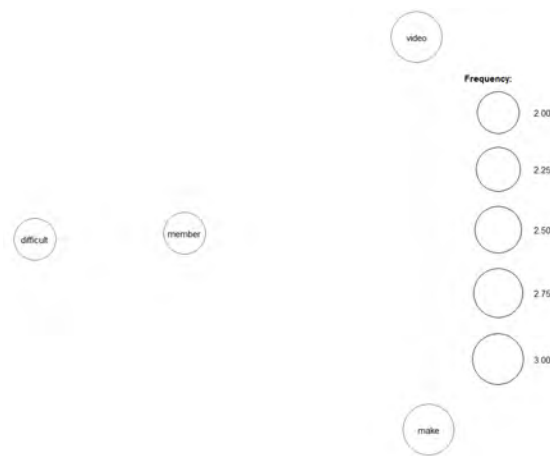 video
Frequency:
2.00
2.25
2.50
2.75
3.00
difficult
member
make